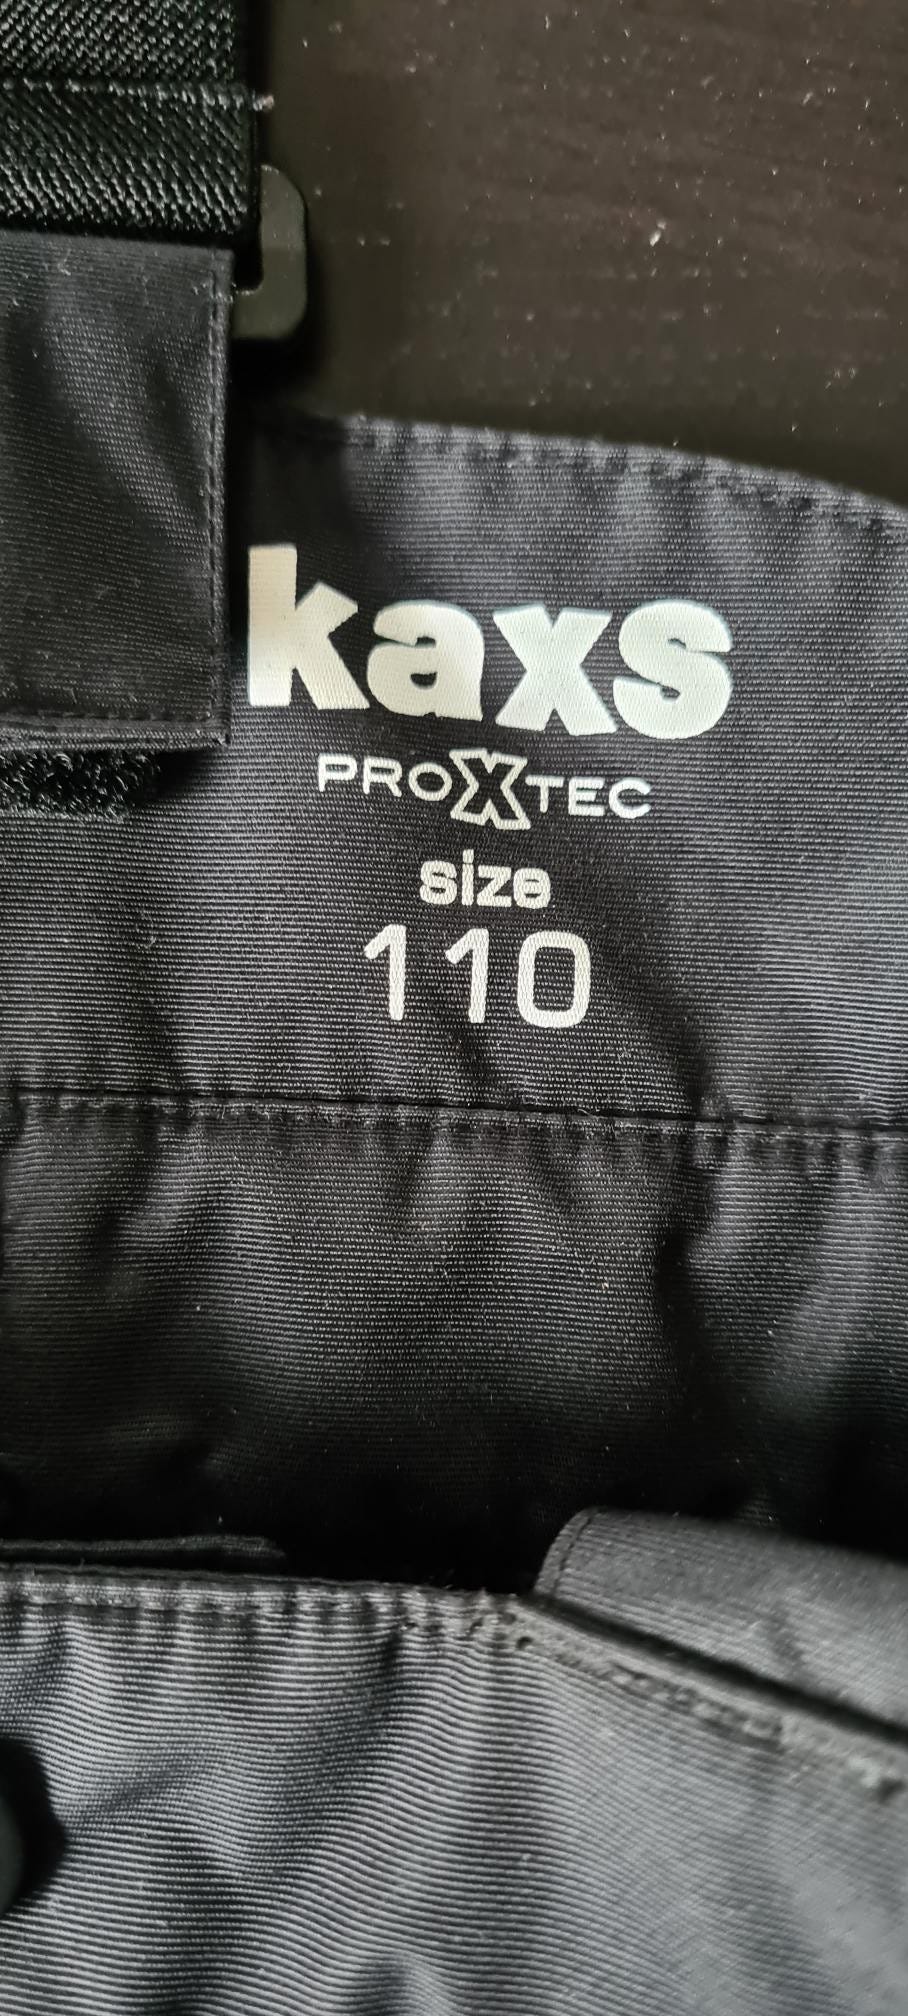 kaxs
PROXTEC
size
110